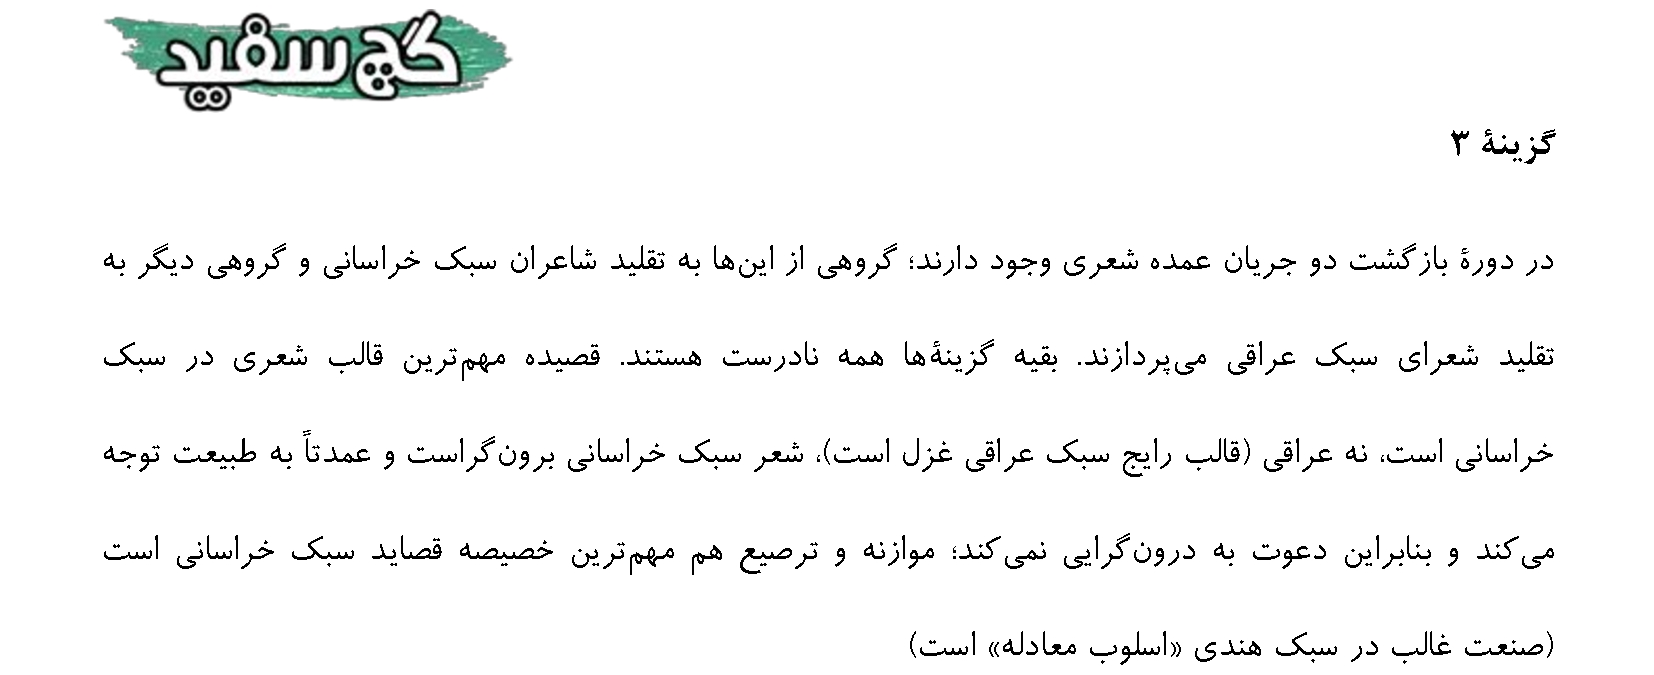 گچ سفید
گزینهٔ ۳
در دورهٔ بازگشت دو جریان عمده شعری وجود دارند؛ گروهی از این‌ها به تقلید شاعران سبک خراسانی و گروهی دیگر به
تقلید شعرای سبک عراقی می‌پردازند. بقیه گزینهٔ‌ها همه نادرست هستند. قصیده مهم‌ترین قالب شعری در سبک
خراسانی است، نه عراقی (قالب رایج سبک عراقی غزل است)، شعر سبک خراسانی برون‌گراست و عمدتاً به طبیعت توجه
می‌کند و بنابراین دعوت به درون‌گرایی نمی‌کند؛ موازنه و ترصیع هم مهم‌ترین خصیصه قصاید سبک خراسانی است
(صنعت غالب در سبک هندی «اسلوب معادله» است)